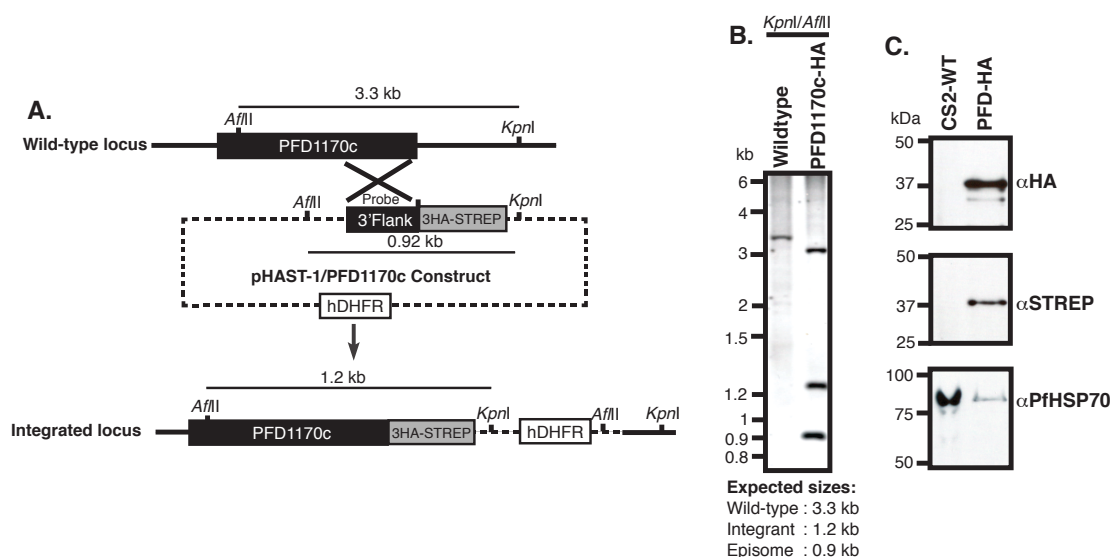 A.
3.3 kb
AflII
KpnI
Wild-type locus
PFD1170c
Probe
AflII
KpnI
3'Flank
3HA-STREP
0.92 kb
pHAST-1/PFD1170c Construct
hDHFR
1.2 kb
AflII
KpnI
AflII
KpnI
Integrated locus
PFD1170c
3HA-STREP
hDHFR
B.
KpnI/AflII
Wildtype
PFD1170c-HA
kb
6
4
3
2
1.5
1.2
1
0.9
0.8
Expected sizes:
Wild-type : 3.3 kb
Integrant : 1.2 kb
Episome : 0.9 kb
C.
CS2-WT
PFD-HA
kDa
50
37
25
αHA
50
37
25
αSTREP
100
75
50
αPfHSP70